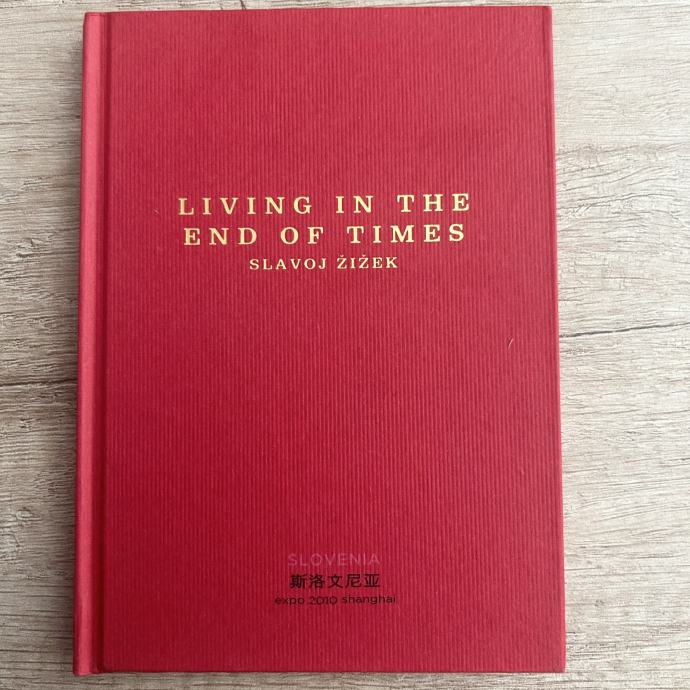 LIVING IN THE
END OF TIMES
SLAVOJ ŽIŽEK
SLOVENIA
斯洛文尼亚
expo 2010 shanghai